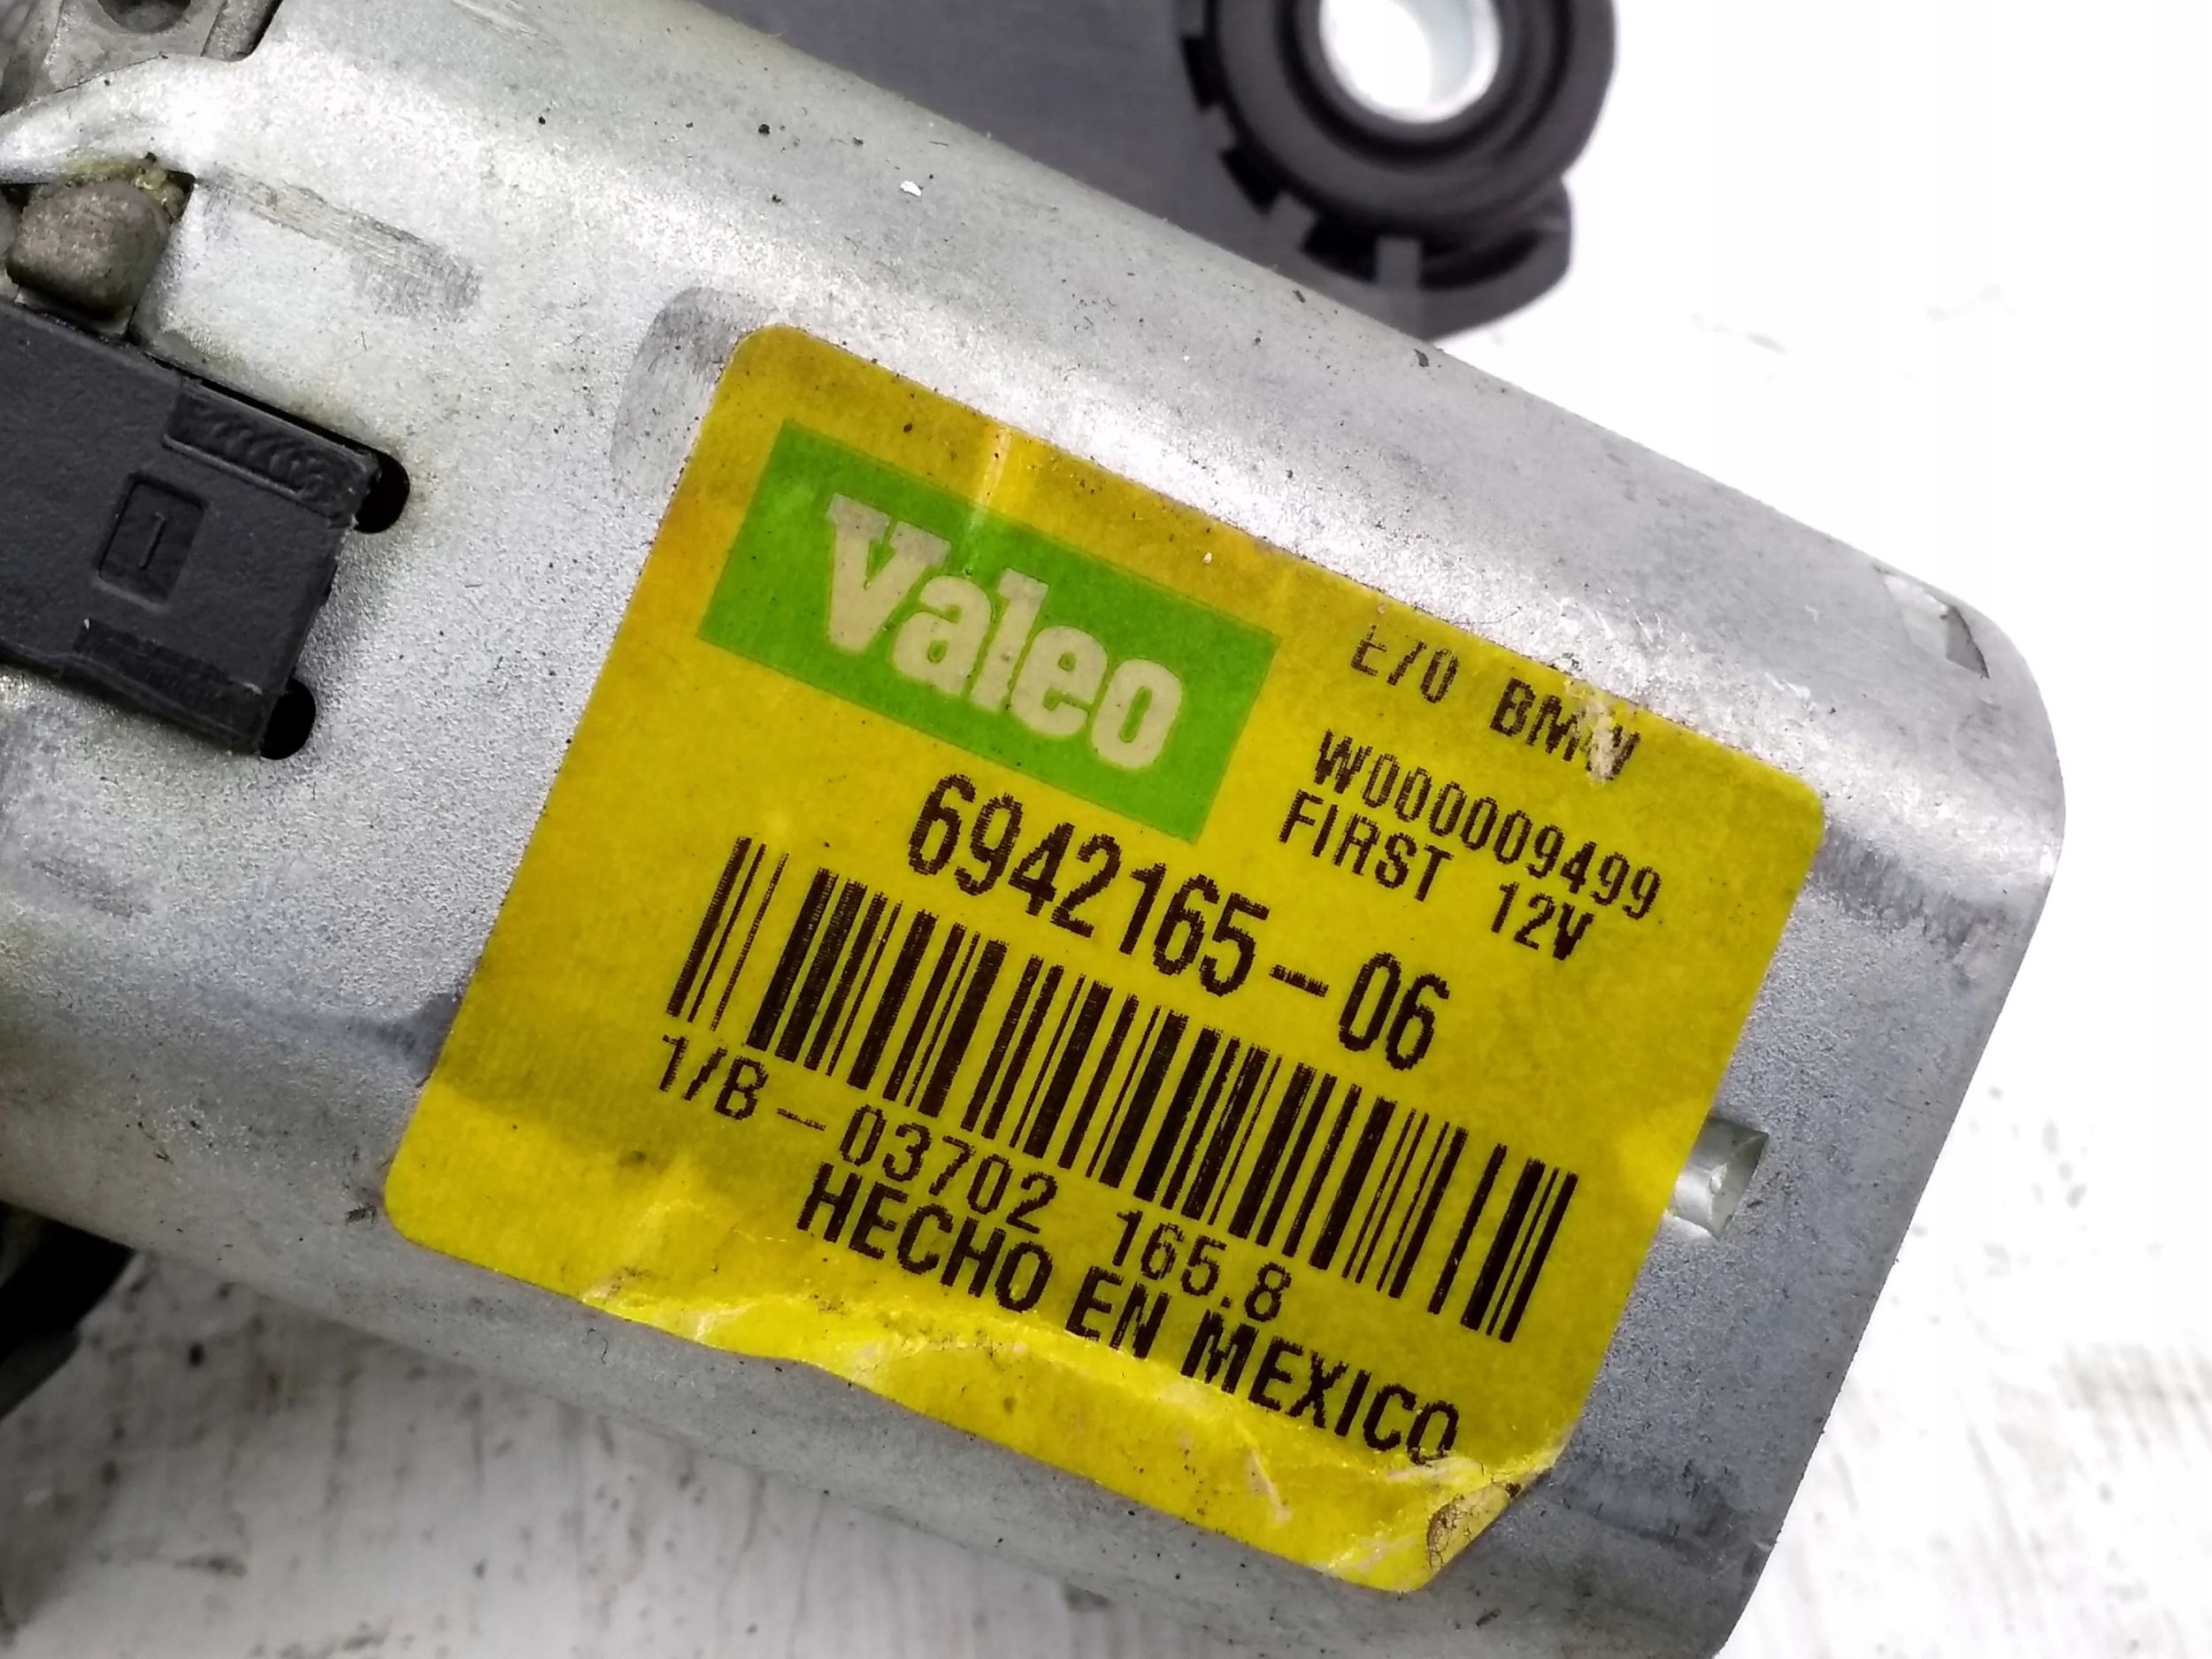 Valeo
E70 BMW
W000009499
FIRST 12V
6942165-06
1/B-03702 165.8
HECHO EN MEXICO